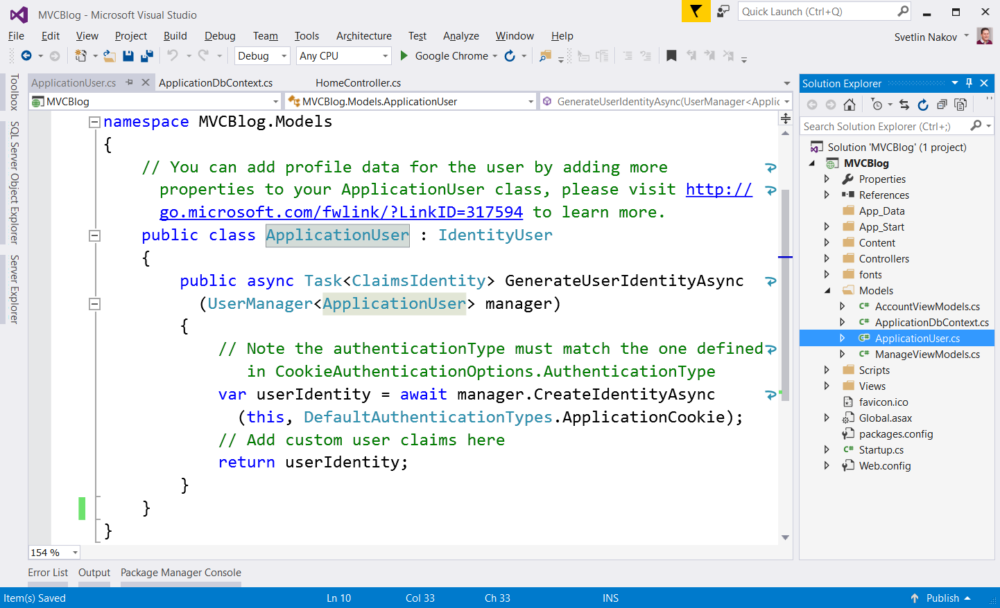 MVCBlog - Microsoft Visual Studio
Quick Launch (Ctrl+Q)
File Edit View Project Build Debug Team Tools Architecture Test Analyze Window Help
Svetlin Nakov
Debug Any CPU Google Chrome
Toolbox
SQL Server Object Explorer
Server Explorer
ApplicationUser.cs ApplicationDbContext.cs HomeController.cs
MVCBlog MVCBlog.Models.ApplicationUser GenerateUserIdentityAsync(UserManager<Applic
namespace MVCBlog.Models
{
// You can add profile data for the user by adding more
properties to your ApplicationUser class, please visit http://
go.microsoft.com/fwlink/?LinkID=317594 to learn more.
public class ApplicationUser : IdentityUser
{
public async Task<ClaimsIdentity> GenerateUserIdentityAsync
(UserManager<ApplicationUser> manager)
{
// Note the authenticationType must match the one defined
in CookieAuthenticationOptions.AuthenticationType
var userIdentity = await manager.CreateIdentityAsync
(this, DefaultAuthenticationTypes.ApplicationCookie);
// Add custom user claims here
return userIdentity;
}
}
}
154 %
Solution Explorer
Search Solution Explorer (Ctrl+;)
Solution 'MVCBlog' (1 project)
MVCBlog
Properties
References
App_Data
App_Start
Content
Controllers
fonts
Models
C# AccountViewModels.cs
C# ApplicationDbContext.cs
C# ApplicationUser.cs
C# ManageViewModels.cs
Scripts
Views
favicon.ico
Global.asax
packages.config
C# Startup.cs
Web.config
Error List Output Package Manager Console
Item(s) Saved Ln 10 Col 33 Ch 33 INS Publish